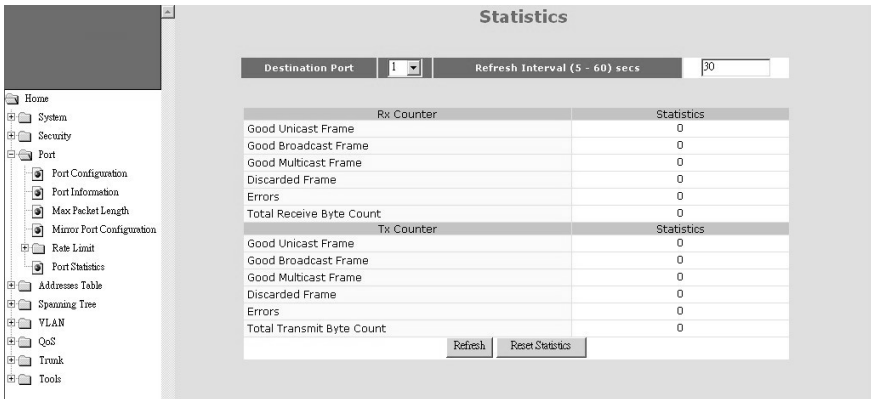 Statistics
Destination Port 1 Refresh Interval (5 - 60) secs 30
Home
System
Security
Port
Port Configuration
Port Information
Max Packet Length
Mirror Port Configuration
Rate Limit
Port Statistics
Addresses Table
Spanning Tree
VLAN
QoS
Trunk
Tools
Rx Counter Statistics
Good Unicast Frame 0
Good Broadcast Frame 0
Good Multicast Frame 0
Discarded Frame 0
Errors 0
Total Receive Byte Count 0
Tx Counter Statistics
Good Unicast Frame 0
Good Broadcast Frame 0
Good Multicast Frame 0
Discarded Frame 0
Errors 0
Total Transmit Byte Count 0
Refresh Reset Statistics